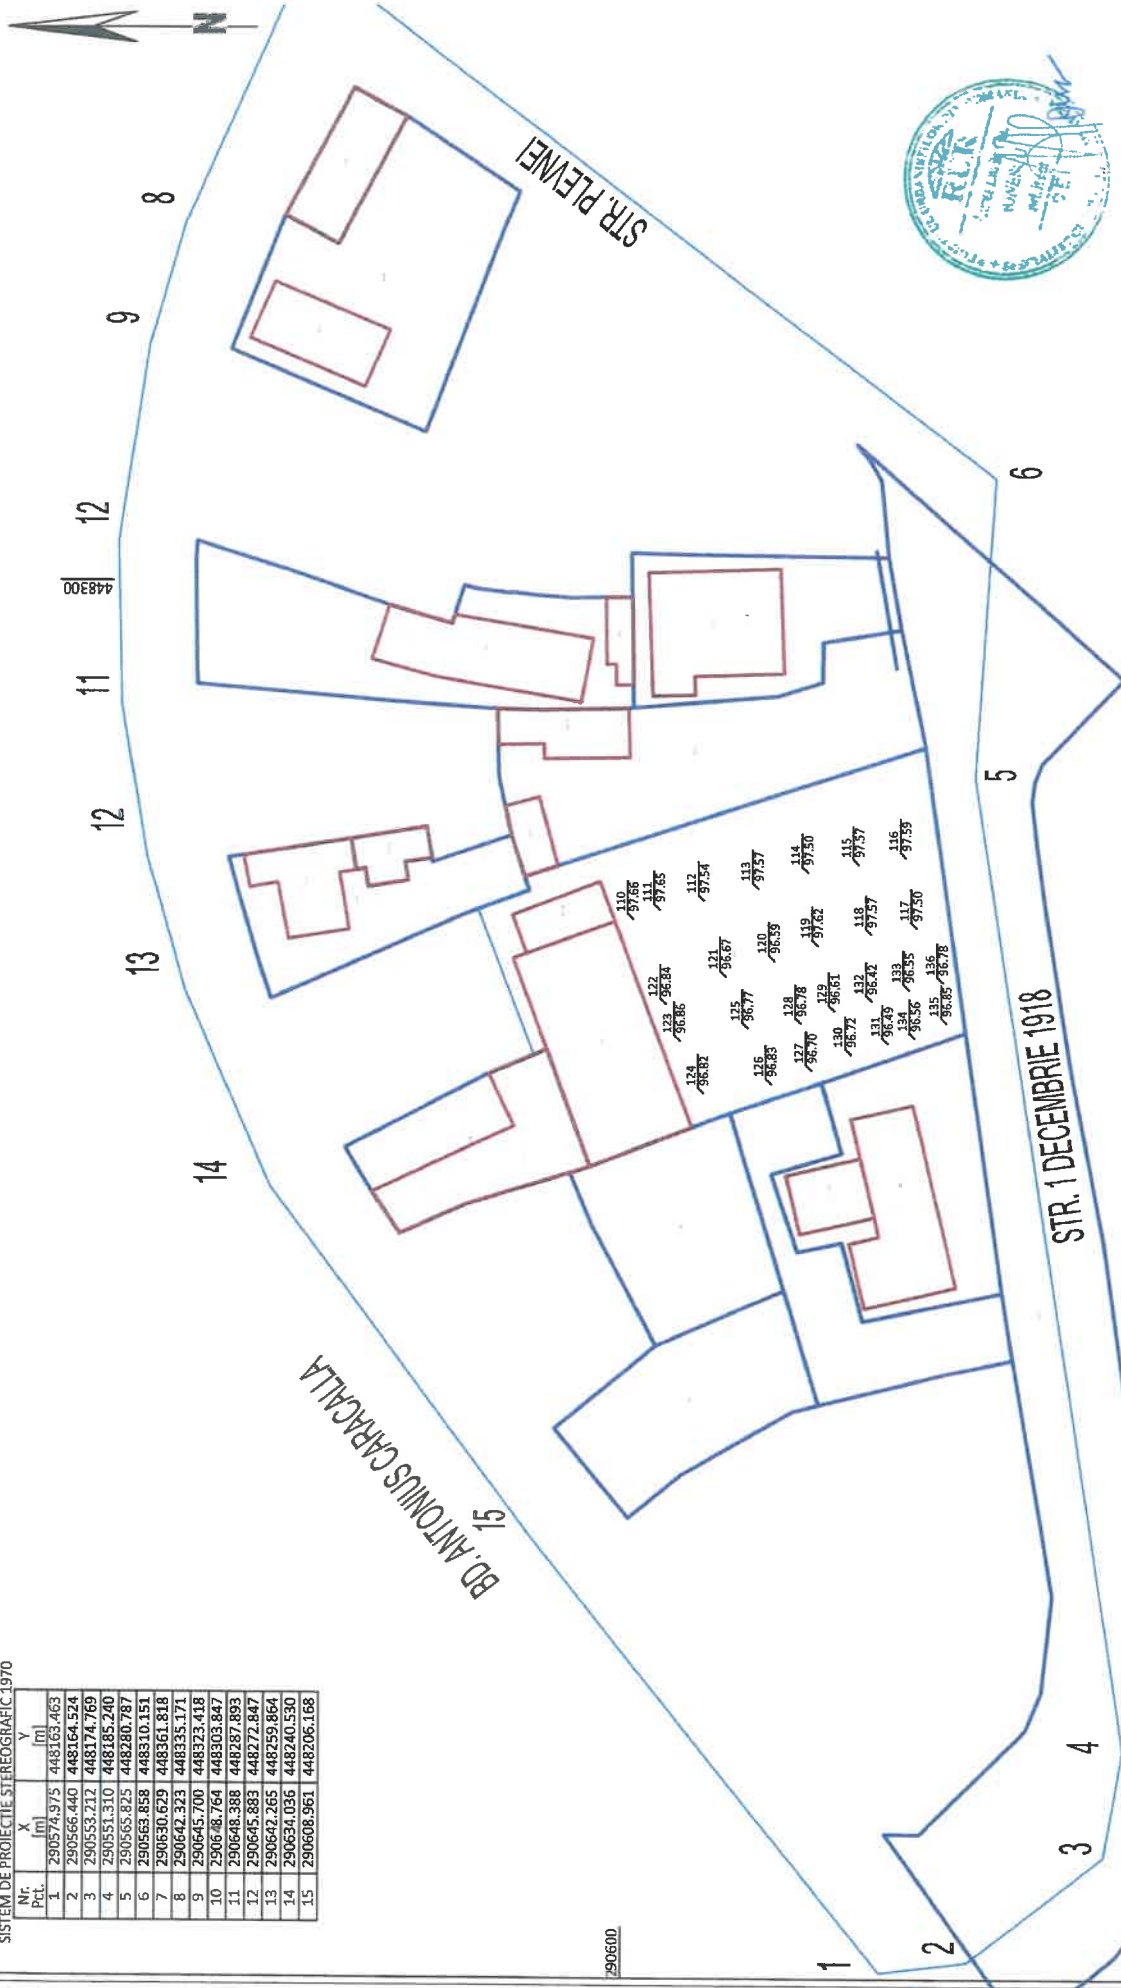 SISTEM DE PROIECTIE STEREOGRAFIC 1970
Nr. Pct. X [m] Y [m]
1 290574.975 448163.463
2 290566.440 448164.524
3 290553.212 448174.769
4 290551.310 448185.240
5 290565.825 448280.787
6 290563.858 448310.151
7 290630.629 448361.818
8 290642.323 448335.171
9 290645.700 448323.418
10 290648.764 448303.847
11 290648.388 448287.893
12 290645.883 448272.847
13 290642.265 448259.864
14 290634.036 448240.530
15 290608.961 448206.168
N
448300
290600
BD. ANTONIUS CARACALLA
STR. PLEVNEI
STR. 1 DECEMBRIE 1918
1
2
3
4
5
6
8
9
12
11
12
13
14
15
110 97.66
111 97.65
112 97.54
113 97.57
114 97.50
115 97.57
116 97.59
117 97.50
118 97.57
119 97.62
120 96.59
121 96.67
122 96.84
123 96.86
124 96.82
125 96.77
126 96.83
127 96.70
128 96.78
129 96.61
130 96.72
131 96.49
132 96.42
133 96.55
134 96.56
135 96.85
136 96.78
RUR